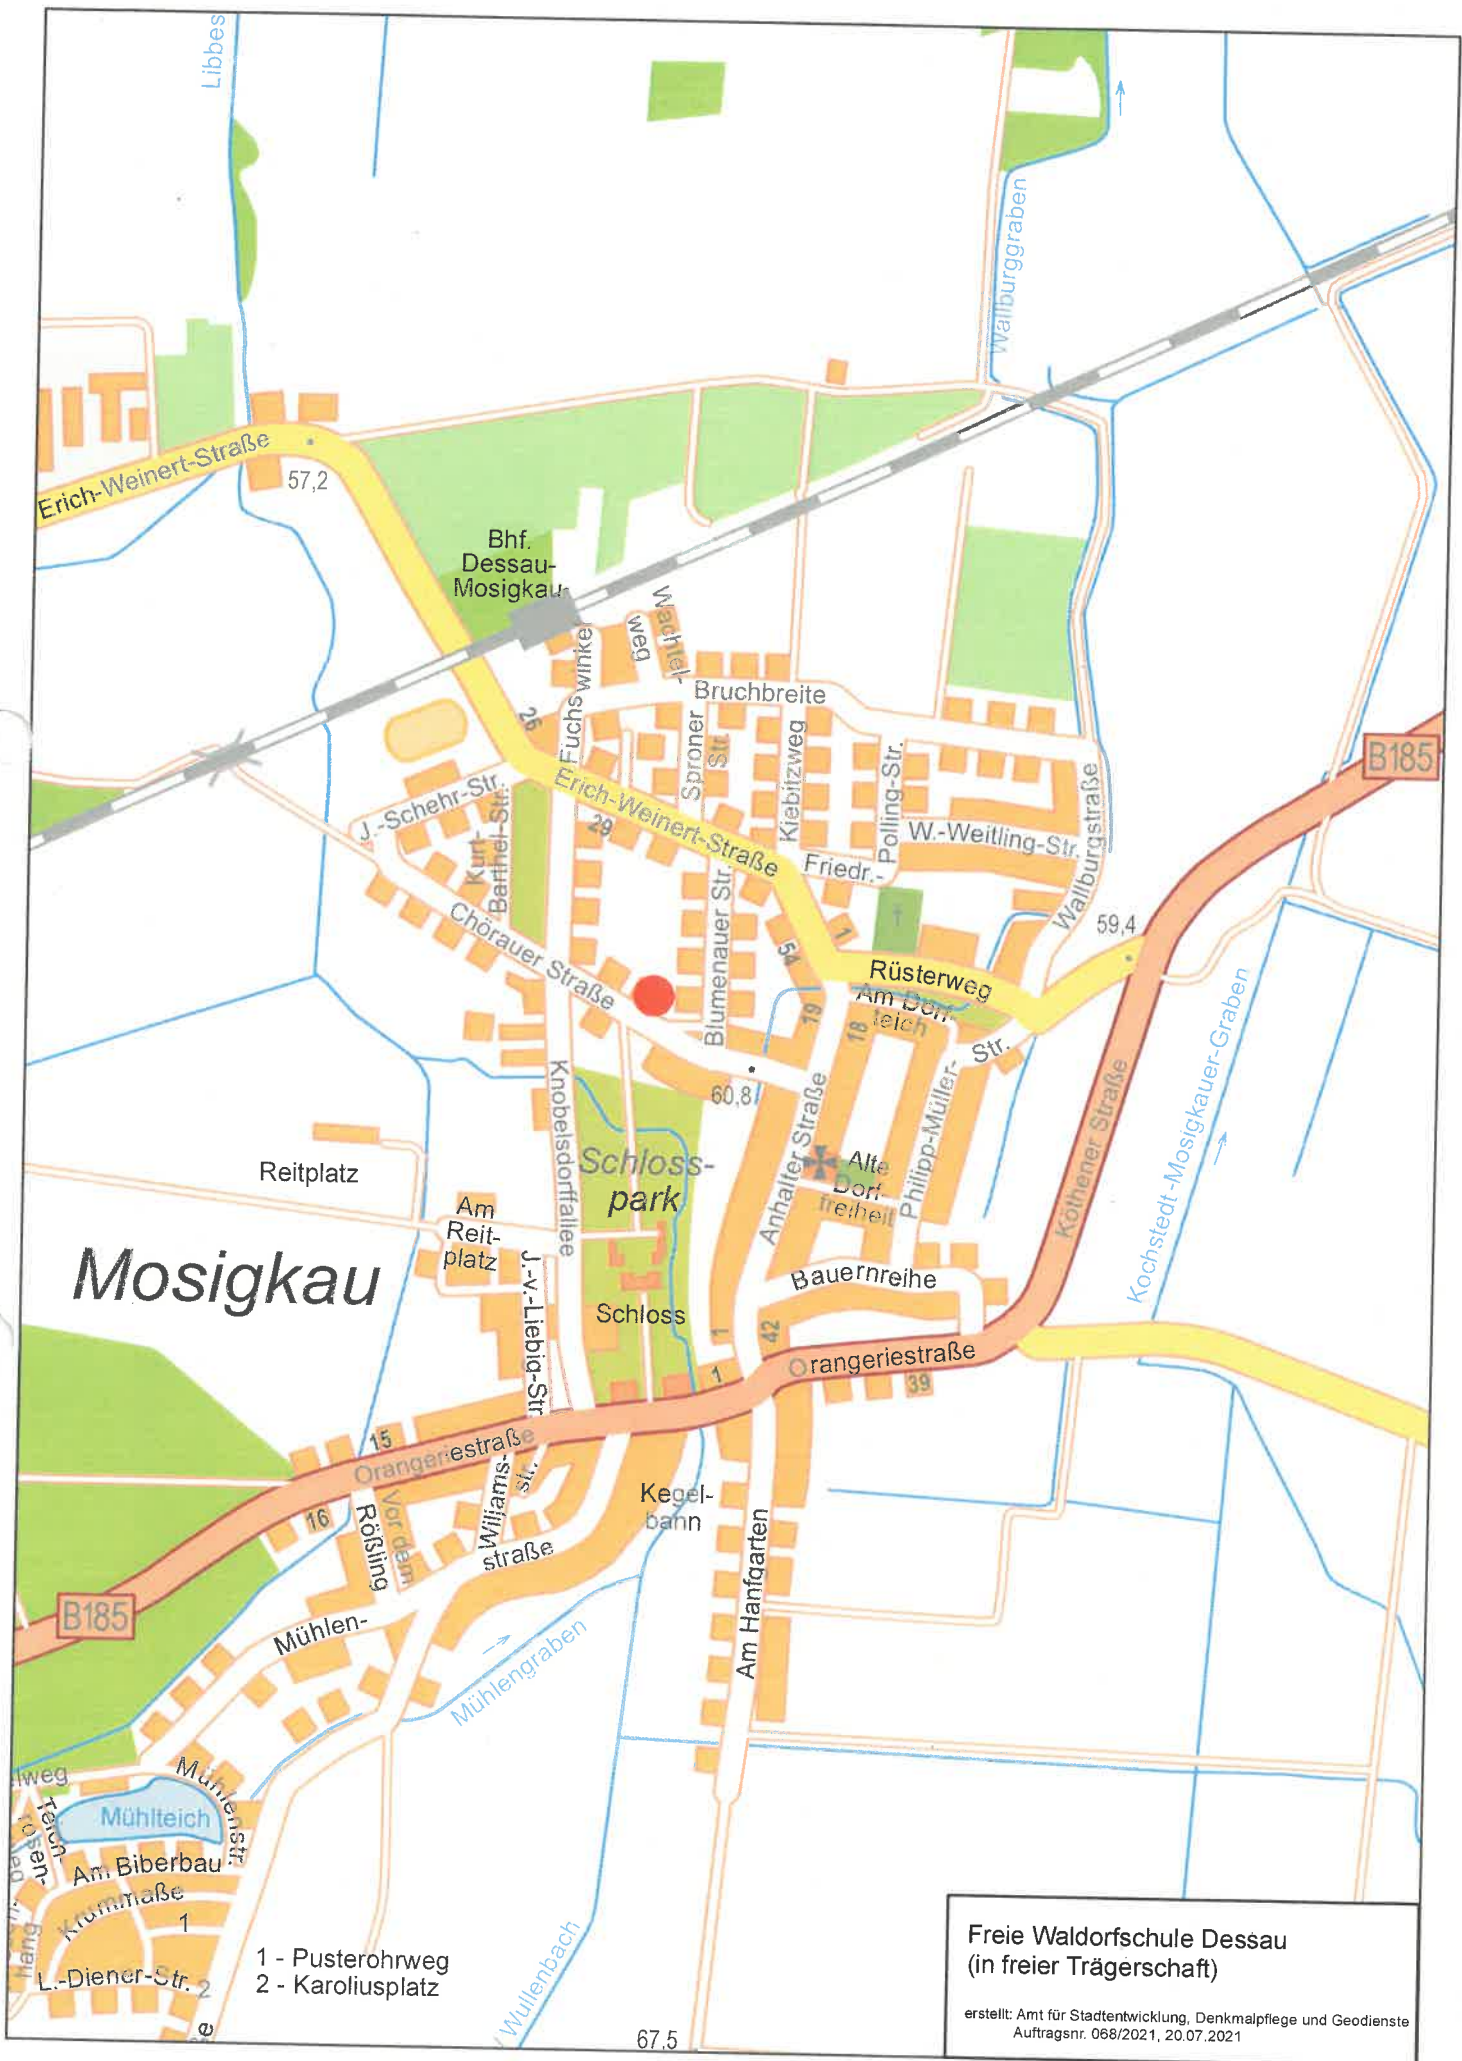 Libbes
Wallburggraben
Erich-Weinert-Straße
57,2
Bhf.
Dessau-
Mosigkau
Wachtel-
weg
Fuchswinkel
Bruchbreite
26
Sproner
Str.
Kiebitzweg
Polling-Str.
Friedr.-
W.-Weitling-Str.
Wallburgstraße
B185
J.-Schehr-Str.
Kurt-
Barthel-Str.
Erich-Weinert-Straße
29
Chörauer Straße
Blumenauer Str.
54
1
59,4
Rüsterweg
Am Dorf-
teich
19
18
Philipp-Müller-
Str.
60,8
Knobelsdorffallee
Anhalter Straße
Köthener Straße
Kochstedt-Mosigkauer-Graben
Reitplatz
Schloss-
park
Alte
Dorf-
freiheit
Am
Reit-
platz
Mosigkau
J.-v.-Liebig-Str.
Schloss
Bauernreihe
1
42
1
Orangeriestraße
39
15
Orangeriestraße
16
Vor dem
Rößling
Wiljams-
str.
Kegel-
bahn
Am Hanfgarten
B185
Mühlen-
straße
Mühlengraben
lweg
Mühlenstr.
Mühlteich
Teich-
rosen-
Am Biberbau
Krummaße
1
hang
L.-Diener-Str.
2
1 - Pusterohrweg
2 - Karoliusplatz
e
Wullenbach
67,5
Freie Waldorfschule Dessau
(in freier Trägerschaft)
erstellt: Amt für Stadtentwicklung, Denkmalpflege und Geodienste
Auftragsnr. 068/2021, 20.07.2021